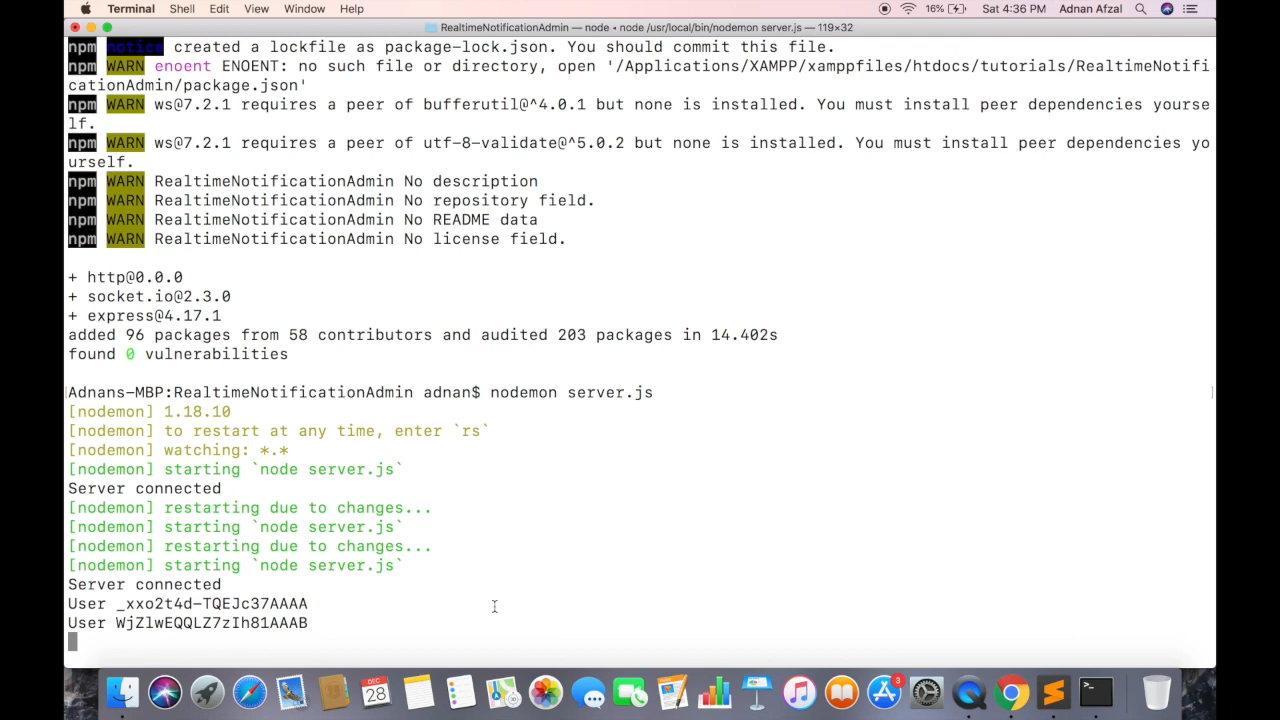 Terminal Shell Edit View Window Help 16% Sat 4:36 PM Adnan Afzal
RealtimeNotificationAdmin — node • node /usr/local/bin/nodemon server.js — 119×32
npm notice created a lockfile as package-lock.json. You should commit this file.
npm WARN enoent ENOENT: no such file or directory, open '/Applications/XAMPP/xamppfiles/htdocs/tutorials/RealtimeNotifi
cationAdmin/package.json'
npm WARN ws@7.2.1 requires a peer of bufferutil@^4.0.1 but none is installed. You must install peer dependencies yourse
lf.
npm WARN ws@7.2.1 requires a peer of utf-8-validate@^5.0.2 but none is installed. You must install peer dependencies yo
urself.
npm WARN RealtimeNotificationAdmin No description
npm WARN RealtimeNotificationAdmin No repository field.
npm WARN RealtimeNotificationAdmin No README data
npm WARN RealtimeNotificationAdmin No license field.
+ http@0.0.0
+ socket.io@2.3.0
+ express@4.17.1
added 96 packages from 58 contributors and audited 203 packages in 14.402s
found 0 vulnerabilities
Adnans-MBP:RealtimeNotificationAdmin adnan$ nodemon server.js
[nodemon] 1.18.10
[nodemon] to restart at any time, enter `rs`
[nodemon] watching: *.*
[nodemon] starting `node server.js`
Server connected
[nodemon] restarting due to changes...
[nodemon] starting `node server.js`
[nodemon] restarting due to changes...
[nodemon] starting `node server.js`
Server connected
User _xxo2t4d-TQEJc37AAAA
User WjZlwEQQLZ7zIh81AAAB
DEC
28
3
>_